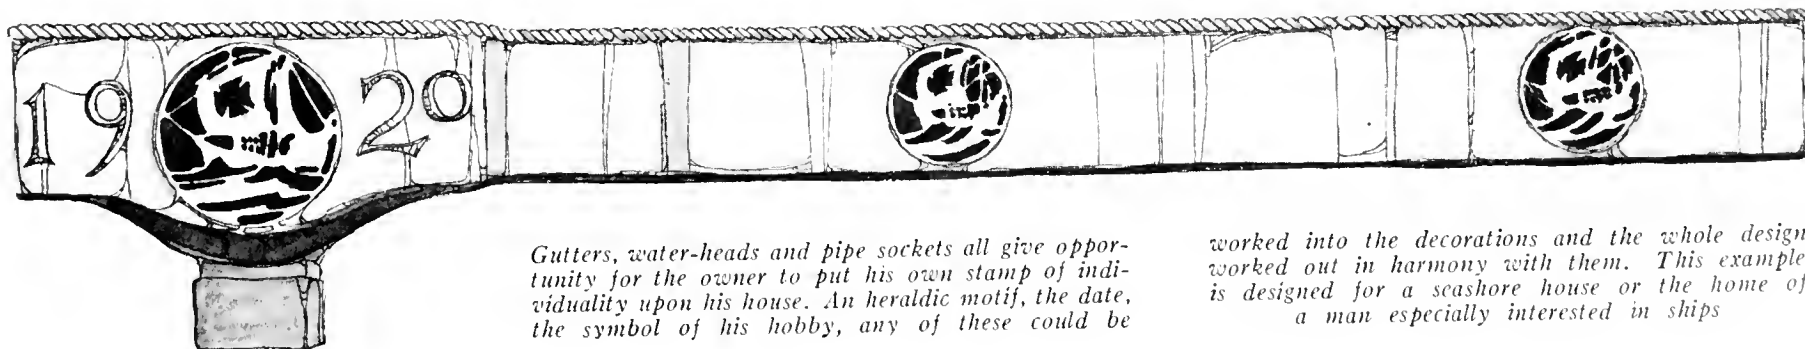 19 20
Gutters, water-heads and pipe sockets all give oppor-
tunity for the owner to put his own stamp of indi-
viduality upon his house. An heraldic motif, the date,
the symbol of his hobby, any of these could be
worked into the decorations and the whole design
worked out in harmony with them. This example
is designed for a seashore house or the home of
a man especially interested in ships